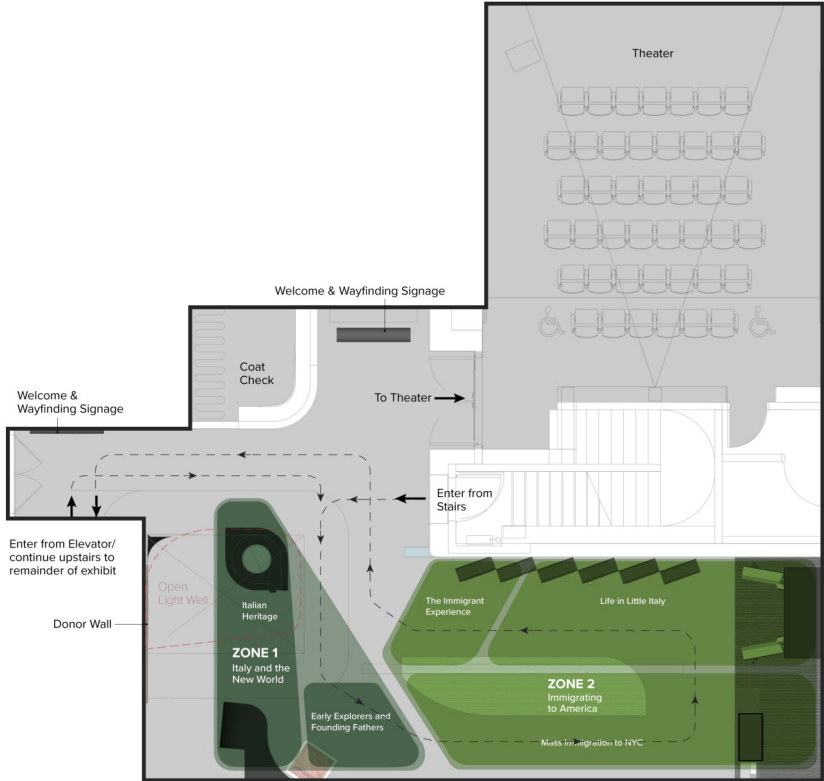 Theater
Welcome & Wayfinding Signage
Coat
Check
Welcome &
Wayfinding Signage
To Theater
Enter from
Stairs
Enter from Elevator/
continue upstairs to
remainder of exhibit
Open
Light Well
Donor Wall
Italian
Heritage
ZONE 1
Italy and the
New World
Early Explorers and
Founding Fathers
The Immigrant
Experience
Life in Little Italy
ZONE 2
Immigrating
to America
Mass Immigration to NYC